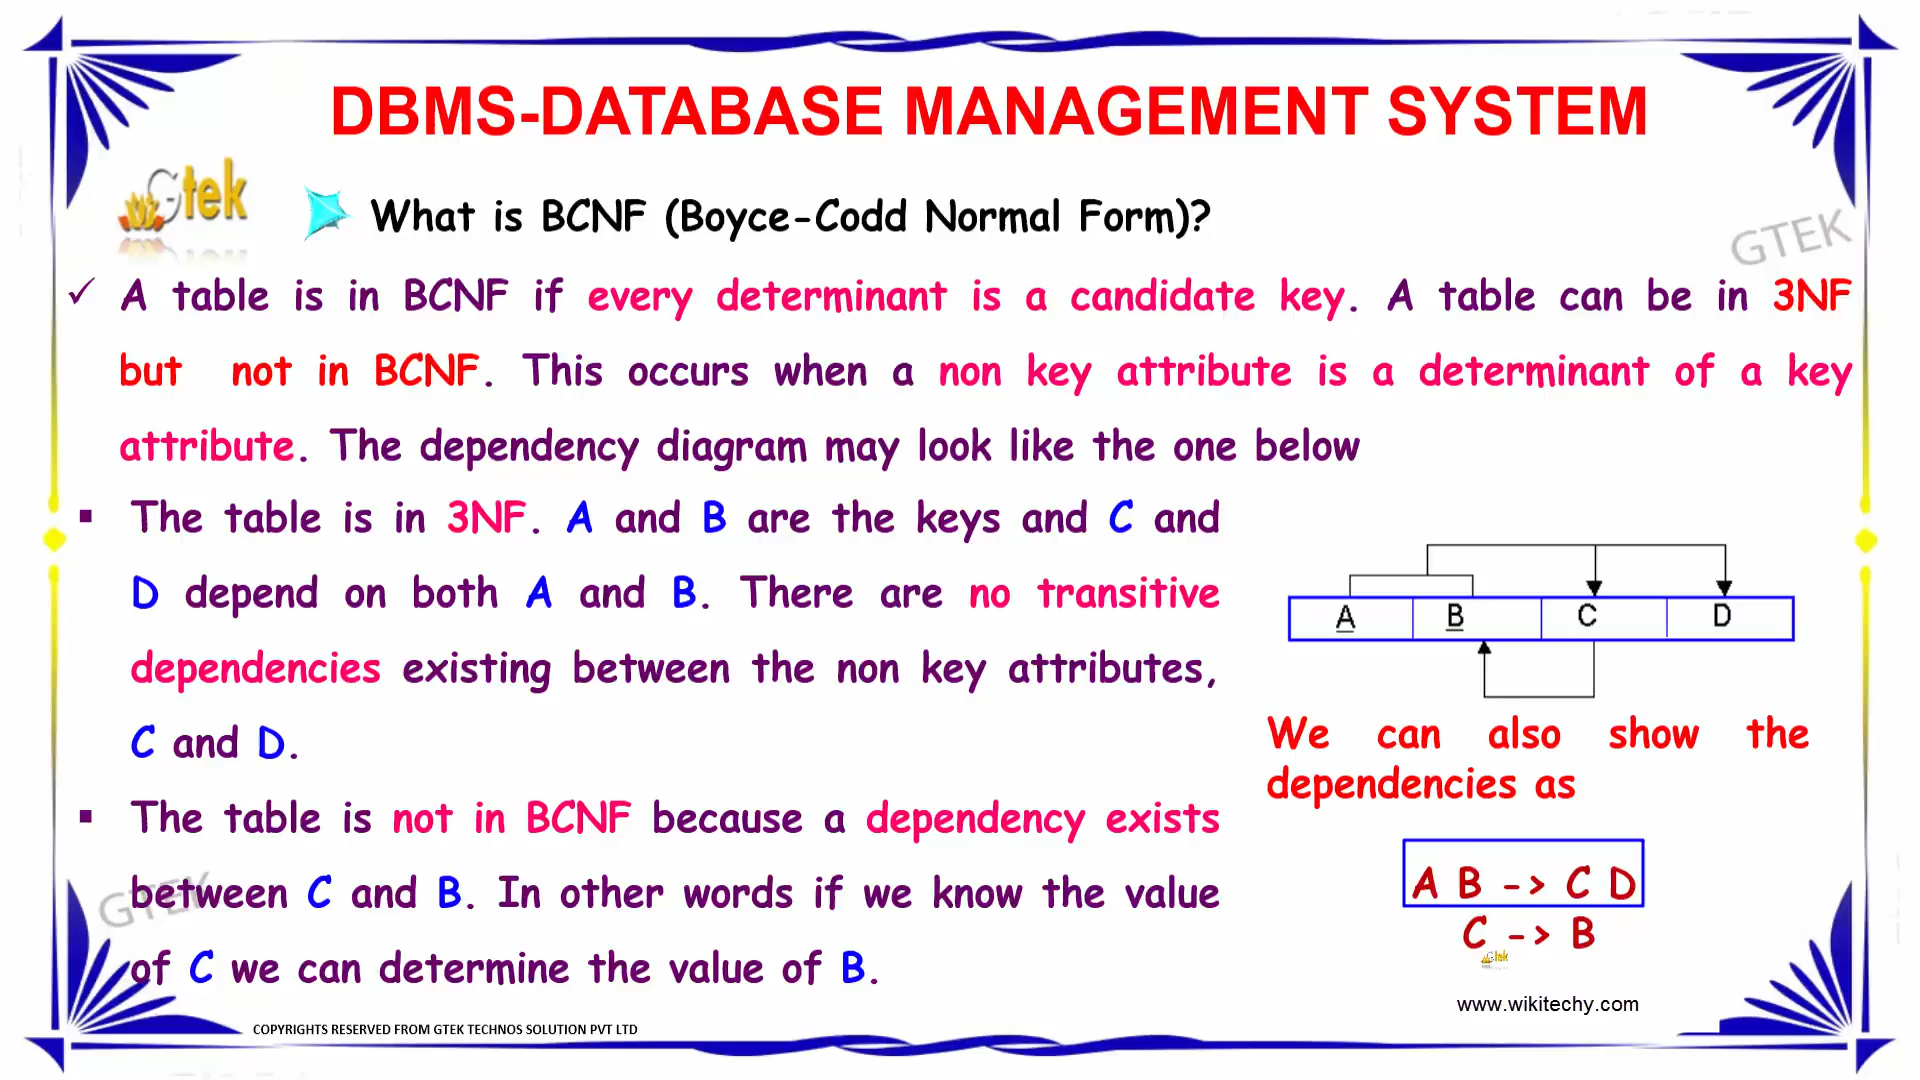 DBMS-DATABASE MANAGEMENT SYSTEM
Gtek
What is BCNF (Boyce-Codd Normal Form)?
GTEK
✓ A table is in BCNF if every determinant is a candidate key. A table can be in 3NF
but not in BCNF. This occurs when a non key attribute is a determinant of a key
attribute. The dependency diagram may look like the one below
▪ The table is in 3NF. A and B are the keys and C and
D depend on both A and B. There are no transitive
dependencies existing between the non key attributes,
C and D.
▪ The table is not in BCNF because a dependency exists
between C and B. In other words if we know the value
of C we can determine the value of B.
GTEK
A B C D
We can also show the
dependencies as
A B -> C D
C -> B
Gtek
www.wikitechy.com
COPYRIGHTS RESERVED FROM GTEK TECHNOS SOLUTION PVT LTD